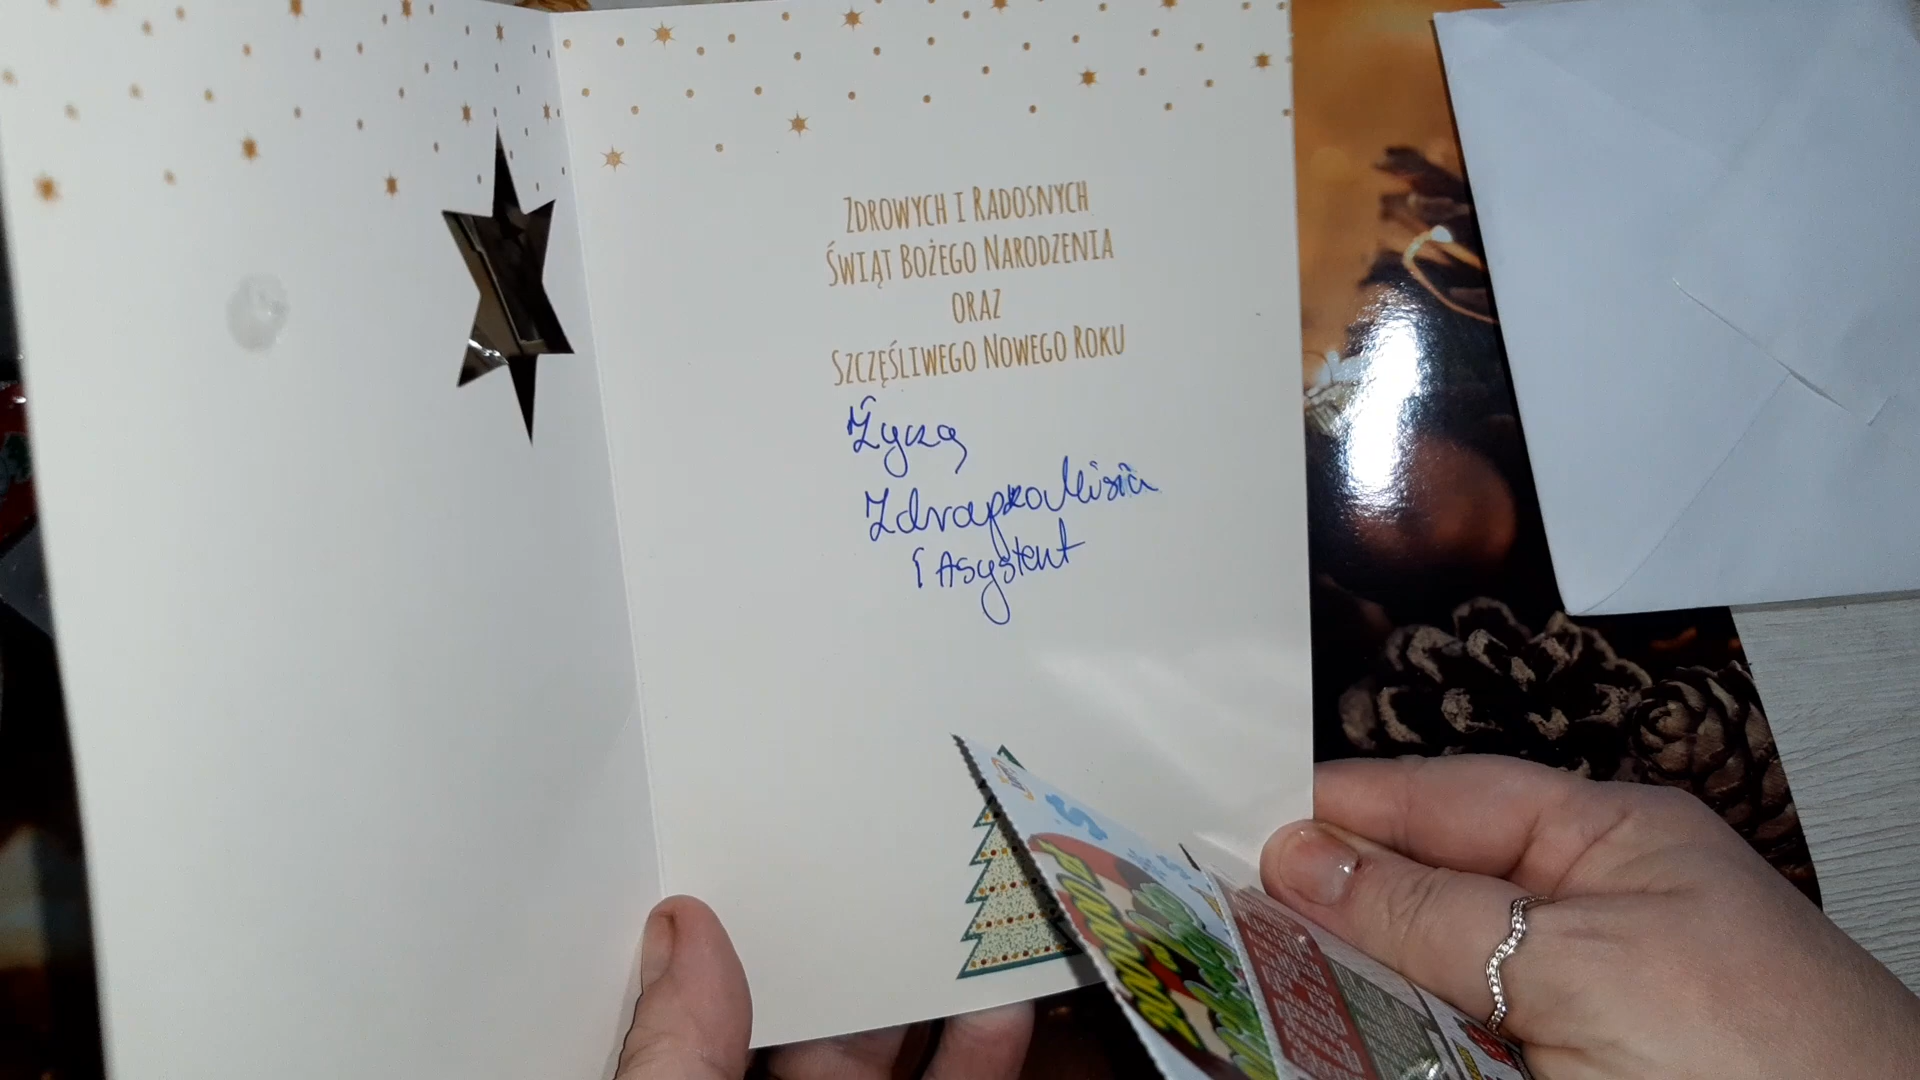 Zdrowych i Radosnych
Świąt Bożego Narodzenia
oraz
Szczęśliwego Nowego Roku
Życzą
ZdrapkoMisia
i Asystent